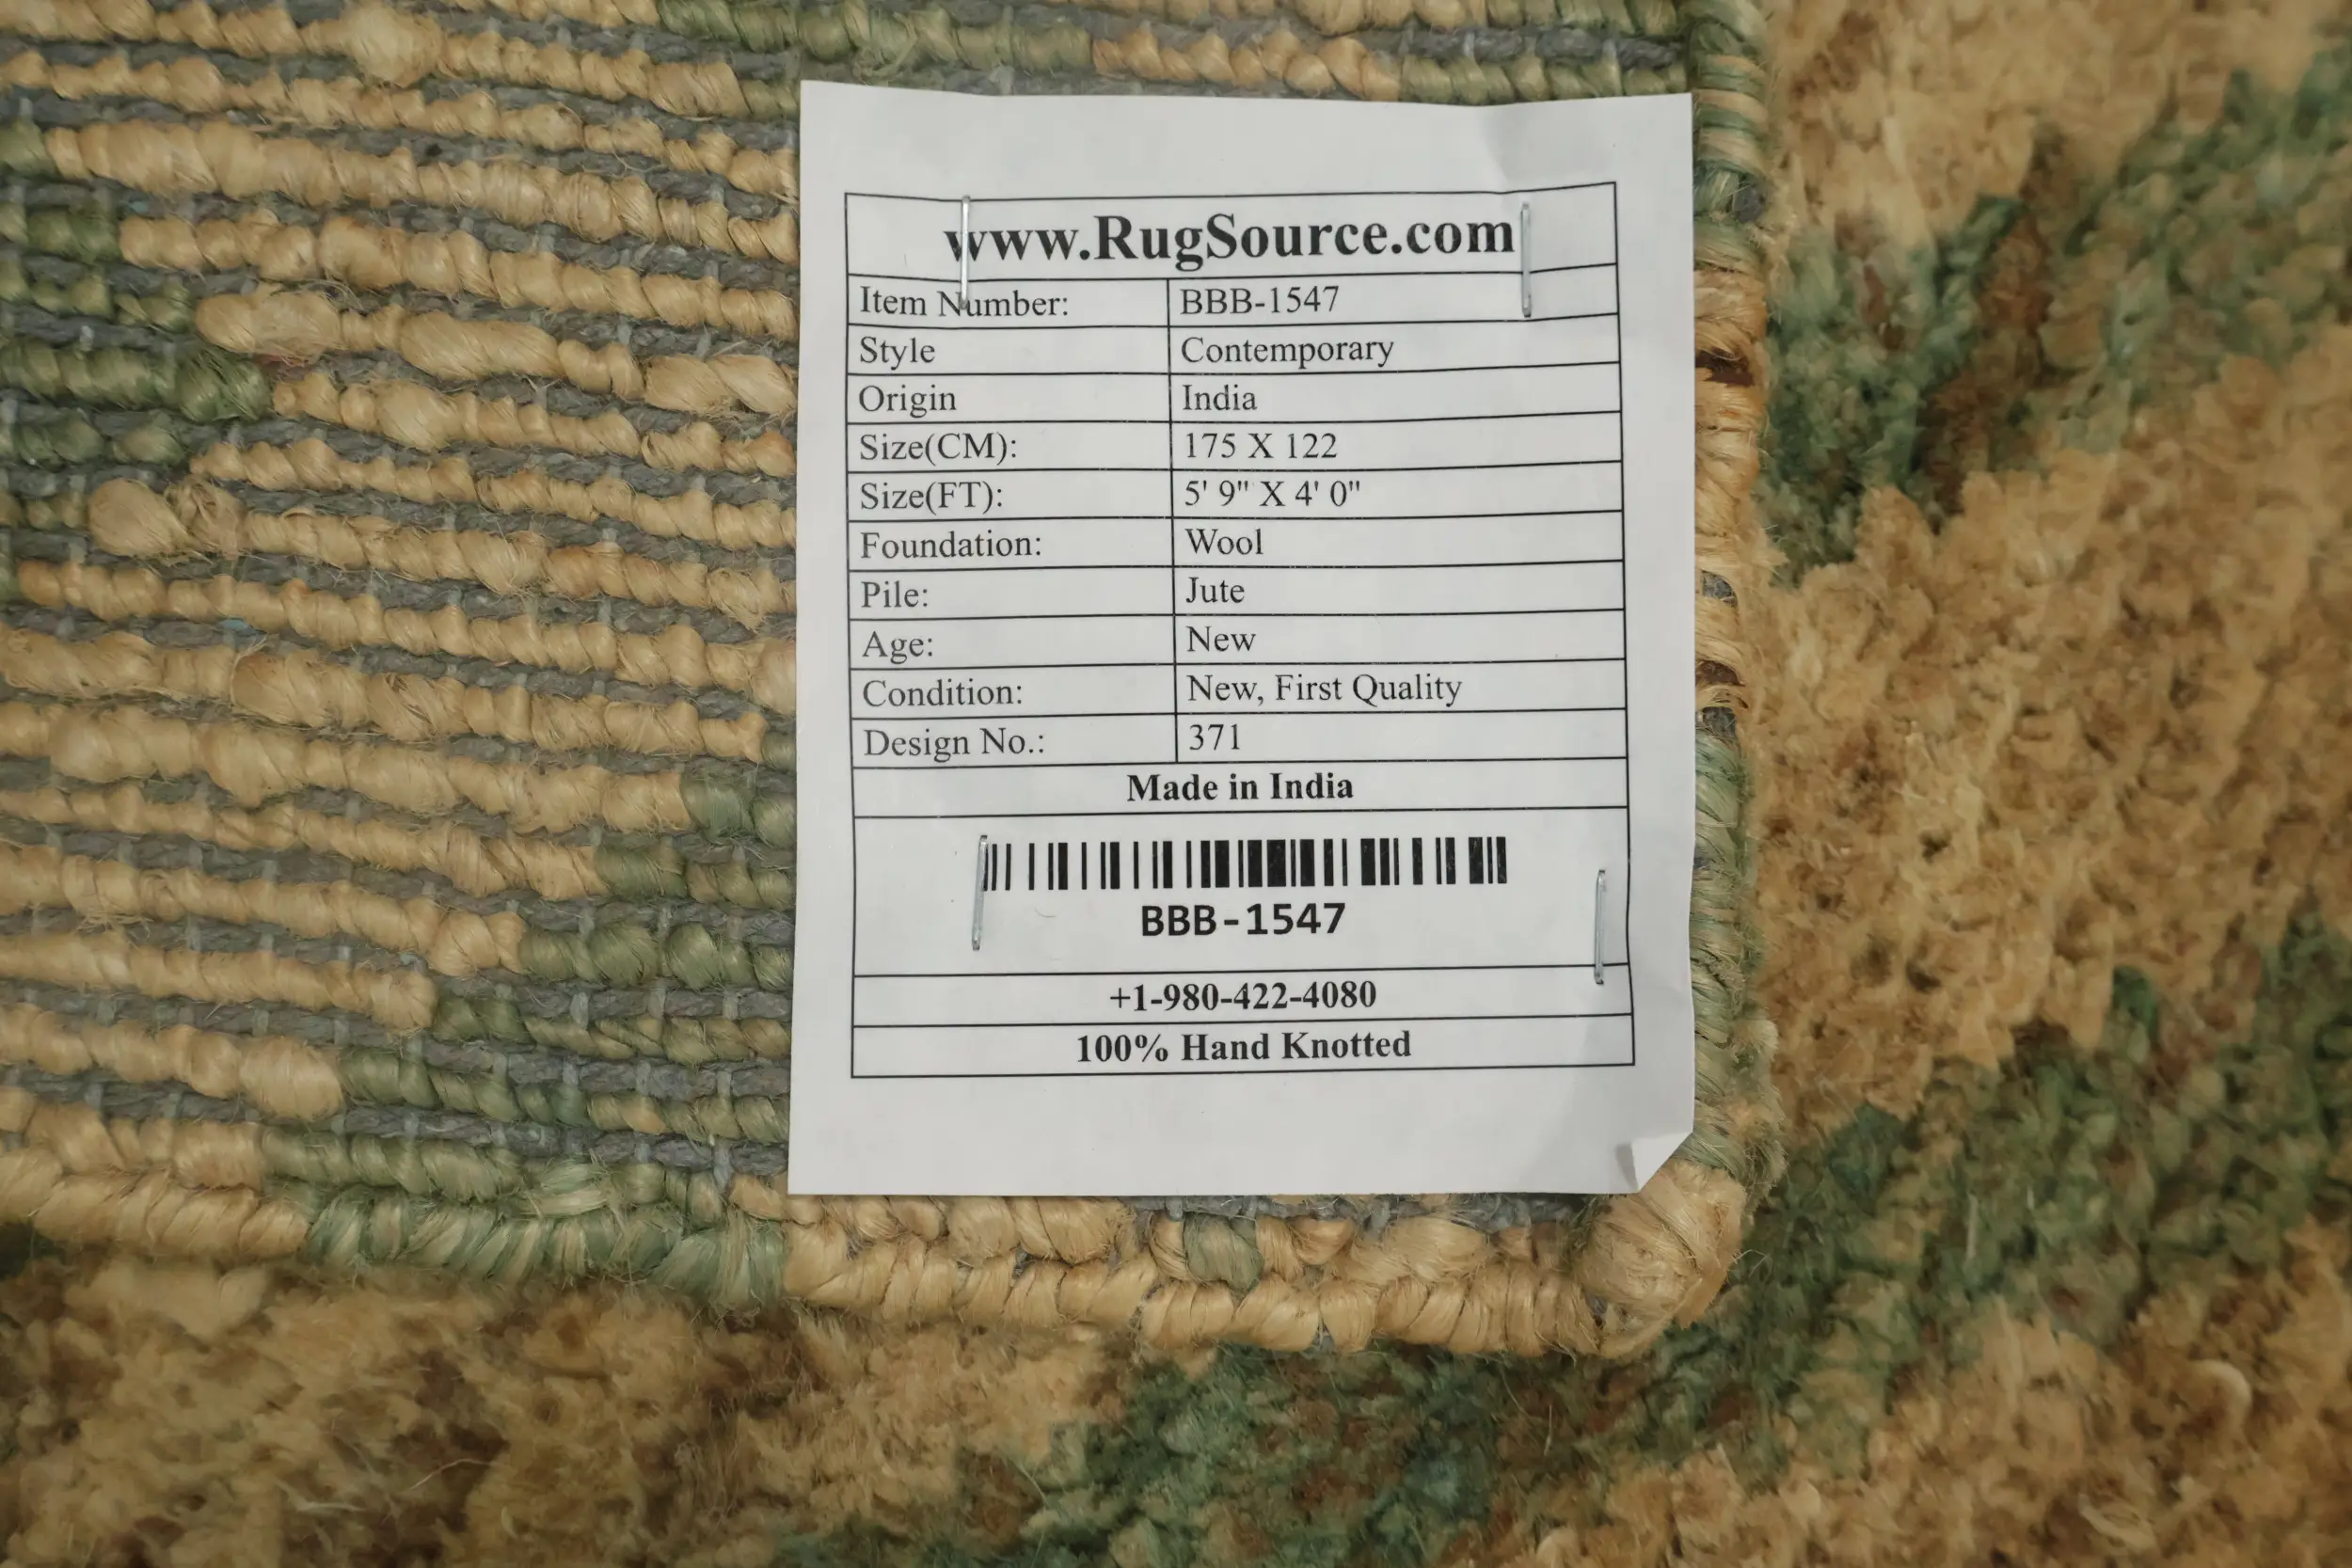 www.RugSource.com
Item Number: BBB-1547
Style Contemporary
Origin India
Size(CM): 175 X 122
Size(FT): 5' 9" X 4' 0"
Foundation: Wool
Pile: Jute
Age: New
Condition: New, First Quality
Design No.: 371
Made in India
BBB-1547
+1-980-422-4080
100% Hand Knotted